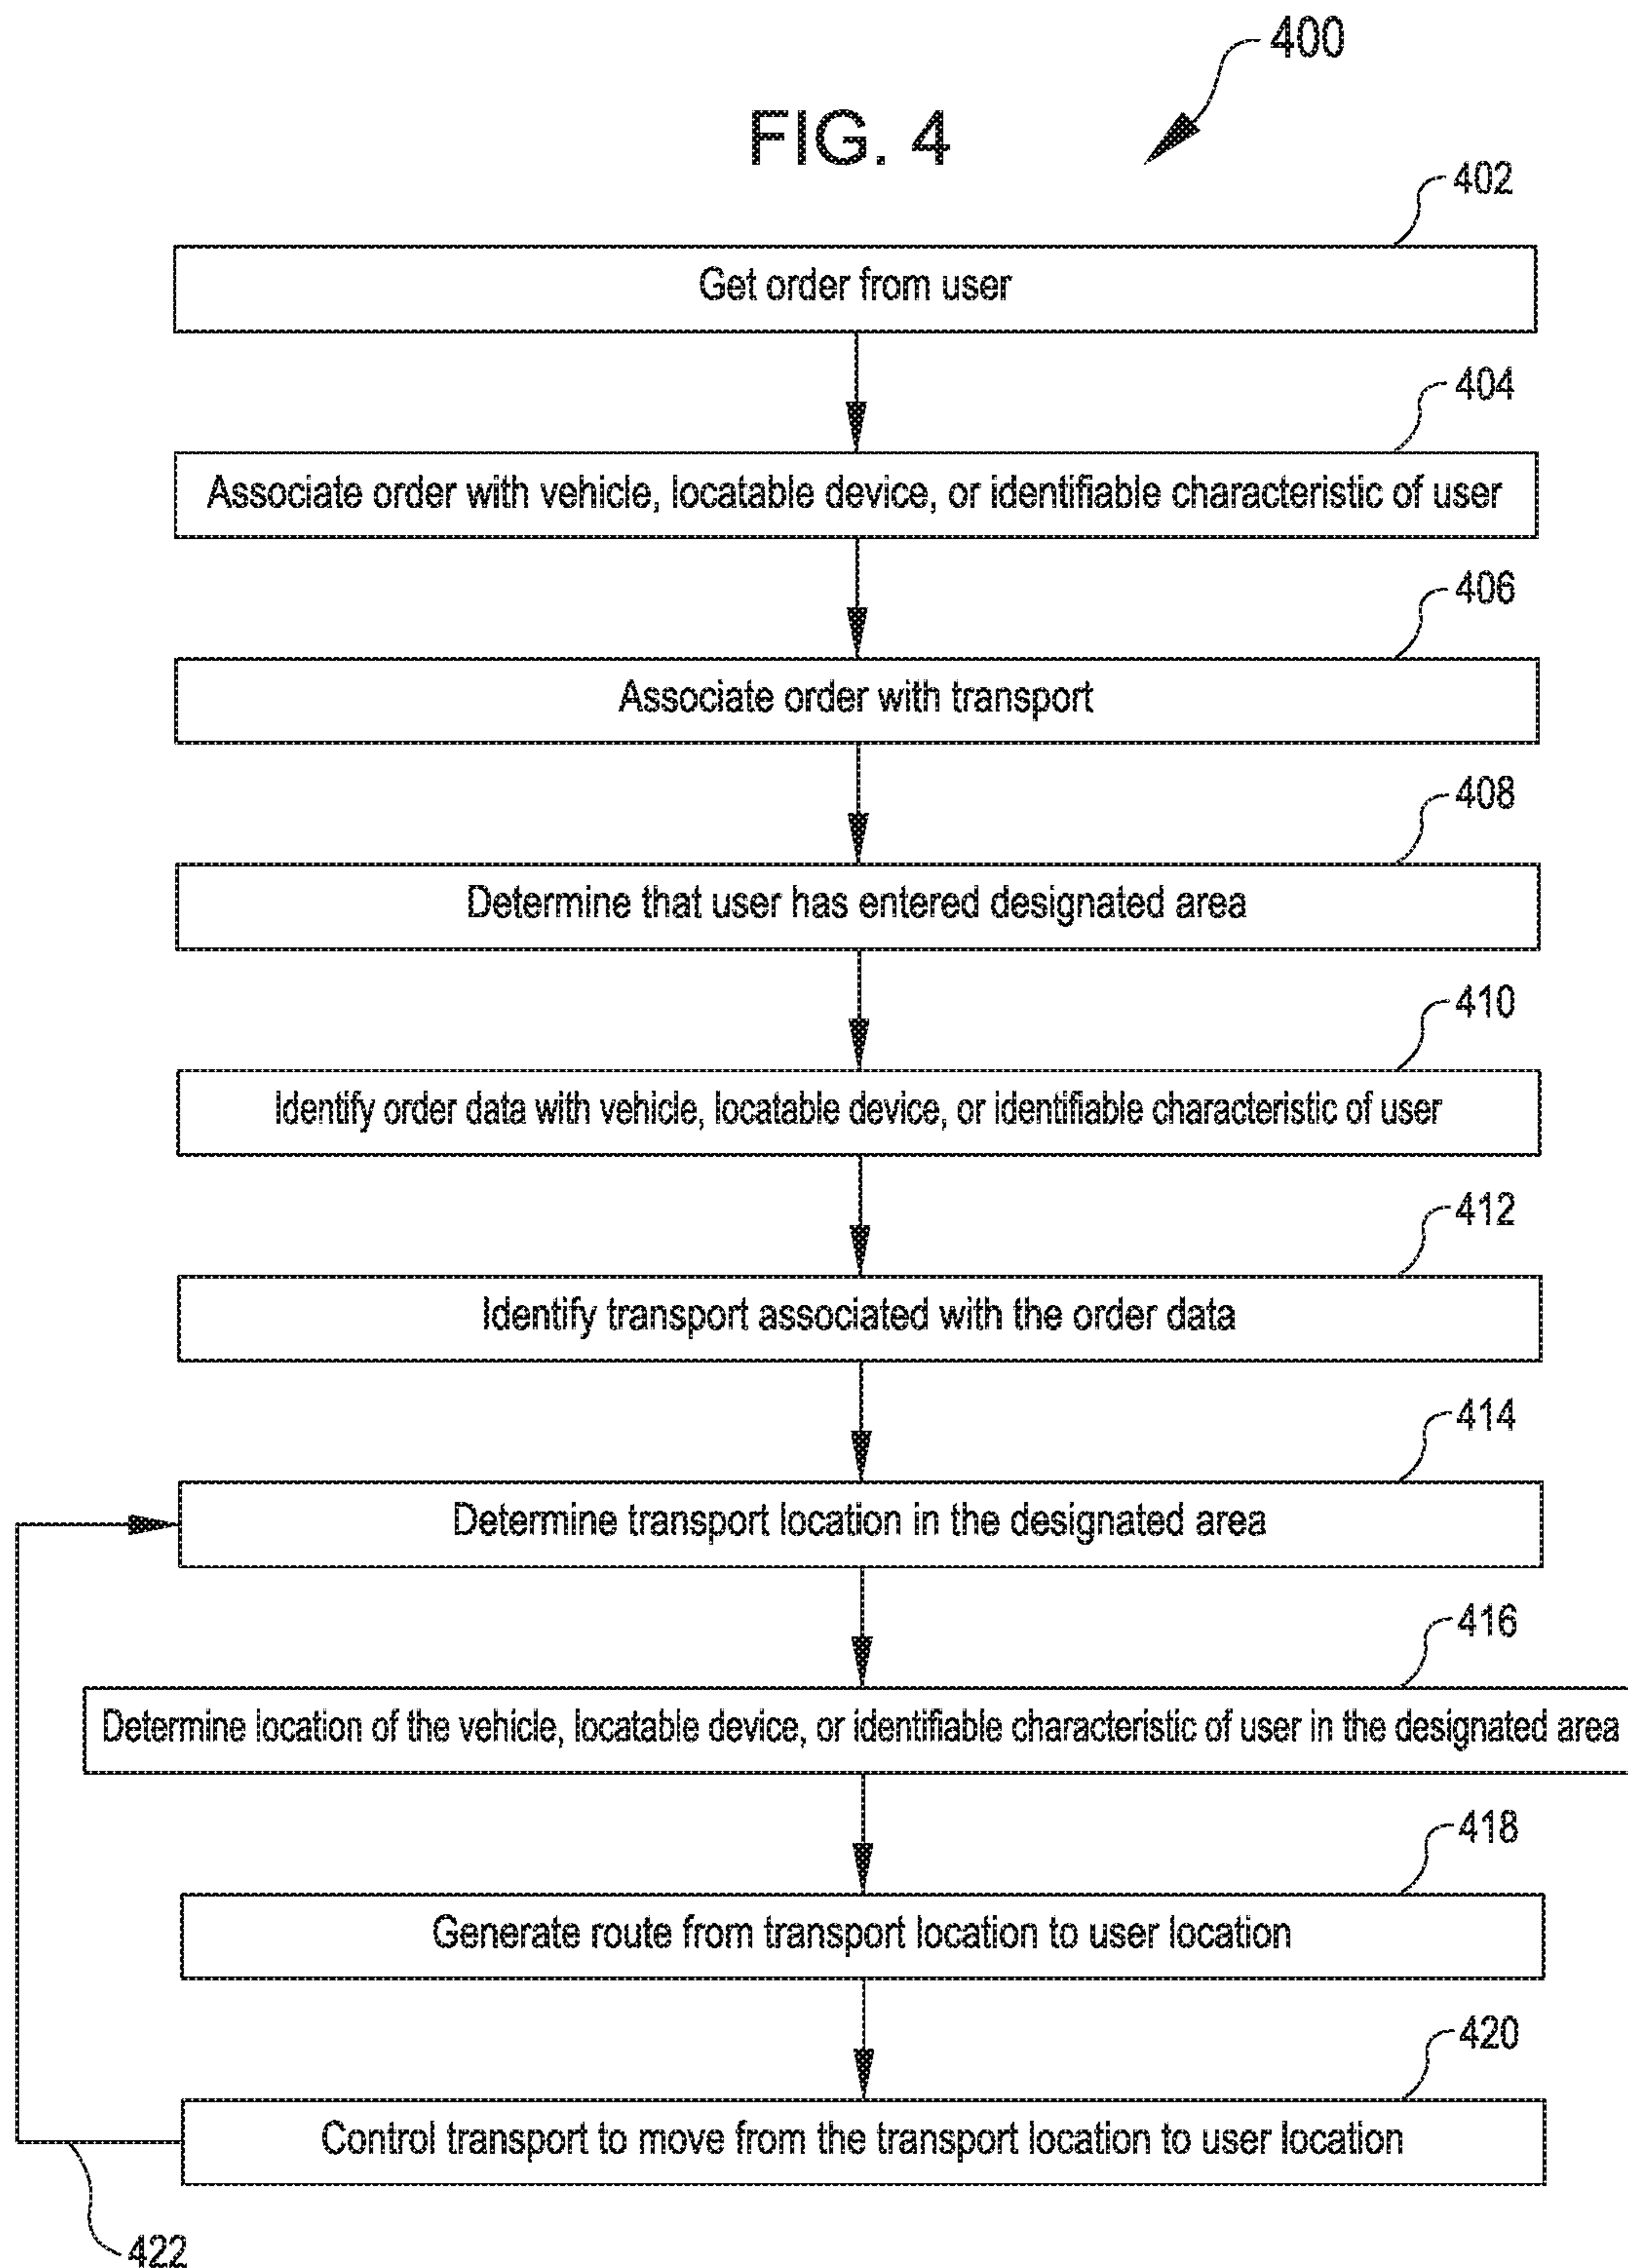 400
FIG. 4
402
Get order from user
404
Associate order with vehicle, locatable device, or identifiable characteristic of user
406
Associate order with transport
408
Determine that user has entered designated area
410
Identify order data with vehicle, locatable device, or identifiable characteristic of user
412
Identify transport associated with the order data
414
Determine transport location in the designated area
416
Determine location of the vehicle, locatable device, or identifiable characteristic of user in the designated area
418
Generate route from transport location to user location
420
Control transport to move from the transport location to user location
422